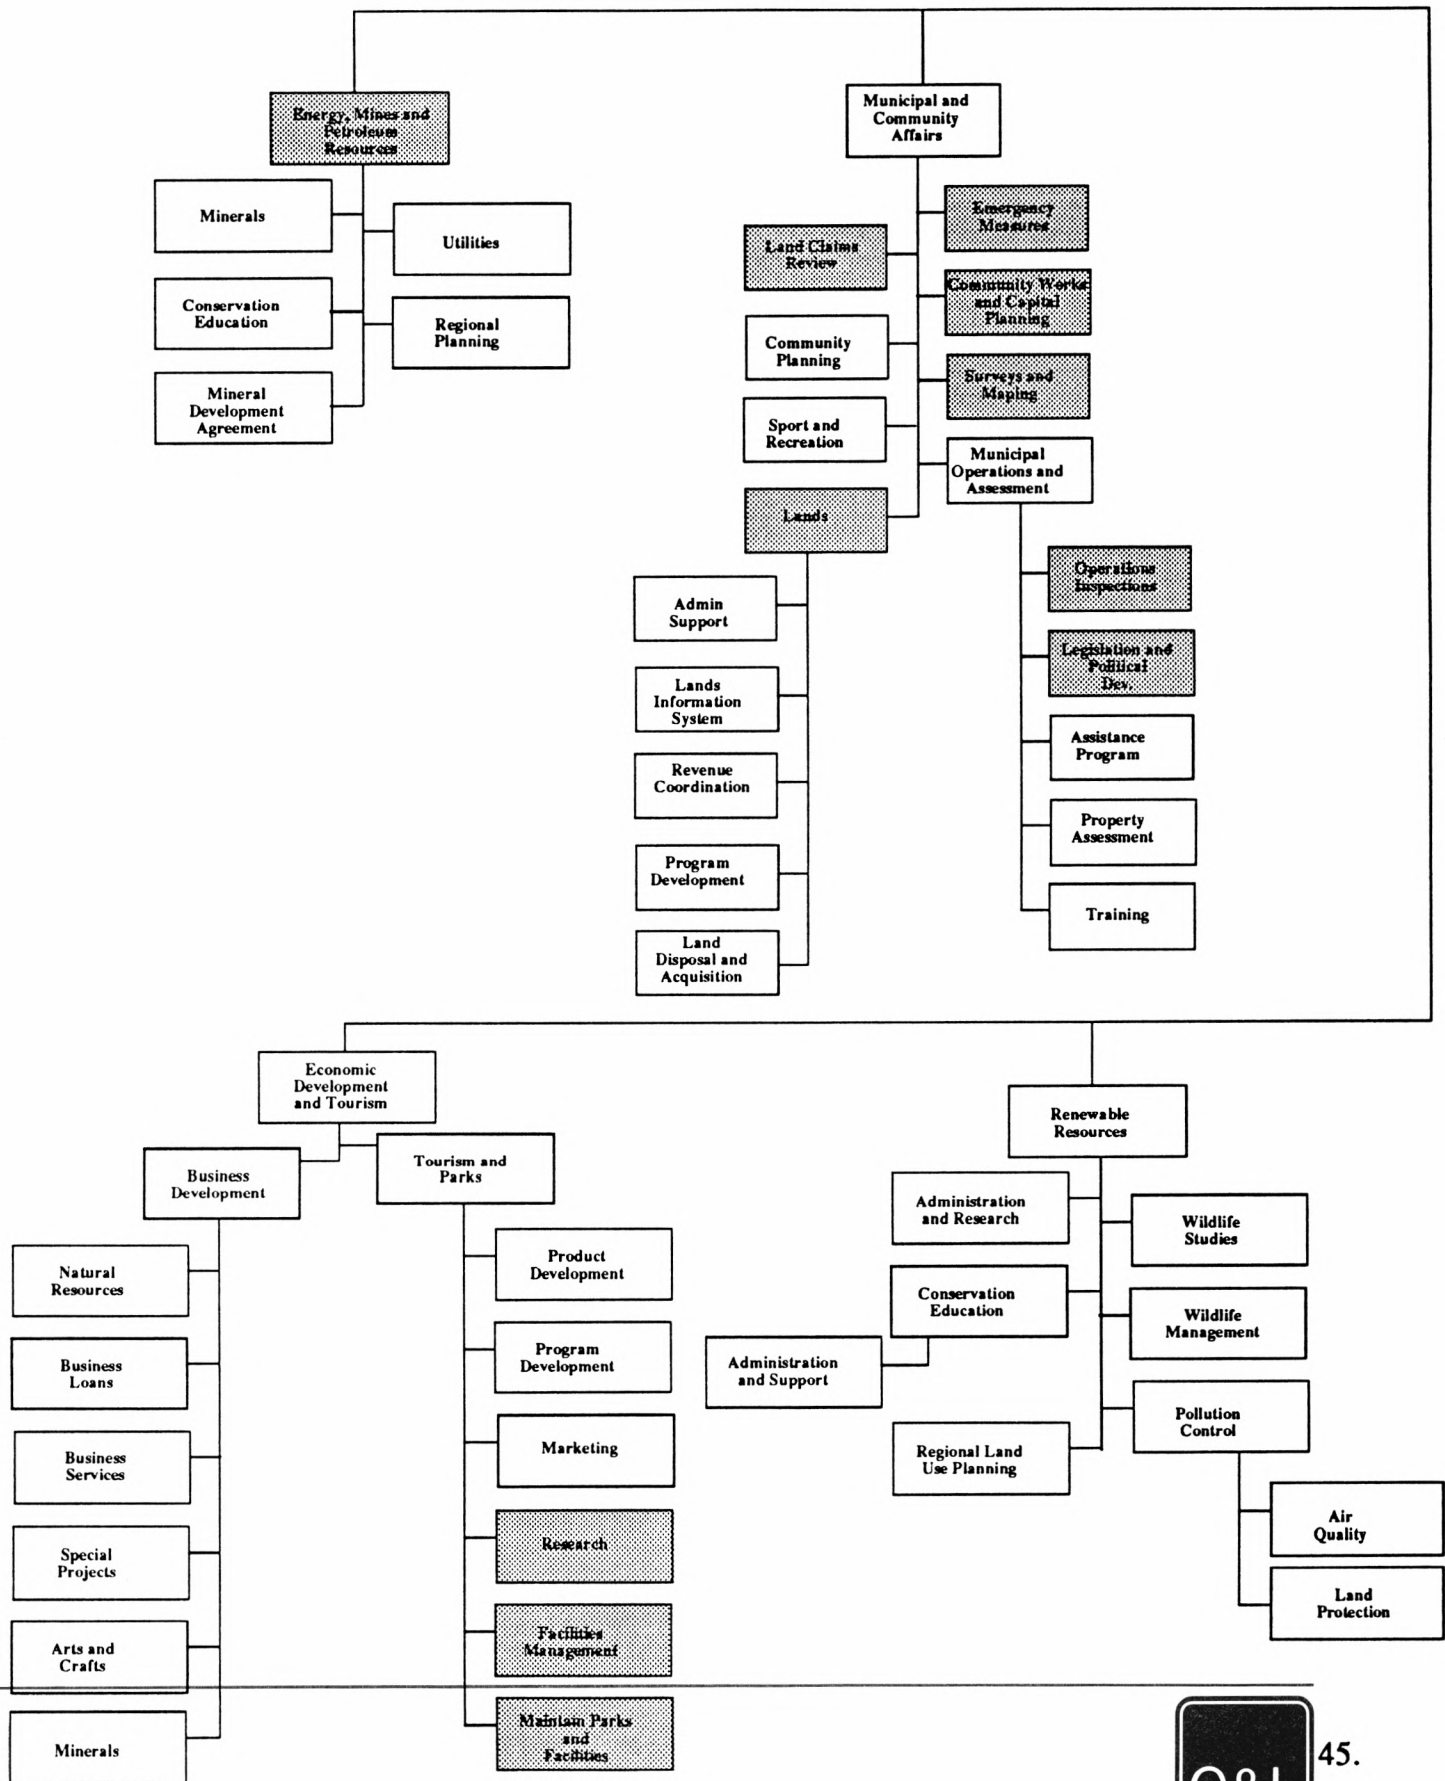 Energy, Mines and
Petroleum
Resources
Minerals
Utilities
Conservation
Education
Regional
Planning
Mineral
Development
Agreement
Municipal and
Community
Affairs
Emergency
Measures
Land Claims
Review
Community Works
and Capital
Planning
Community
Planning
Surveys and
Maping
Sport and
Recreation
Municipal
Operations and
Assessment
Lands
Admin
Support
Lands
Information
System
Revenue
Coordination
Program
Development
Land
Disposal and
Acquisition
Operations
Inspections
Legislation and
Political
Dev.
Assistance
Program
Property
Assessment
Training
Economic
Development
and Tourism
Business
Development
Tourism and
Parks
Natural
Resources
Business
Loans
Business
Services
Special
Projects
Arts and
Crafts
Minerals
Product
Development
Program
Development
Marketing
Research
Facilities
Management
Maintain Parks
and
Facilities
Renewable
Resources
Administration
and Research
Wildlife
Studies
Conservation
Education
Wildlife
Management
Administration
and Support
Pollution
Control
Regional Land
Use Planning
Air
Quality
Land
Protection
45.